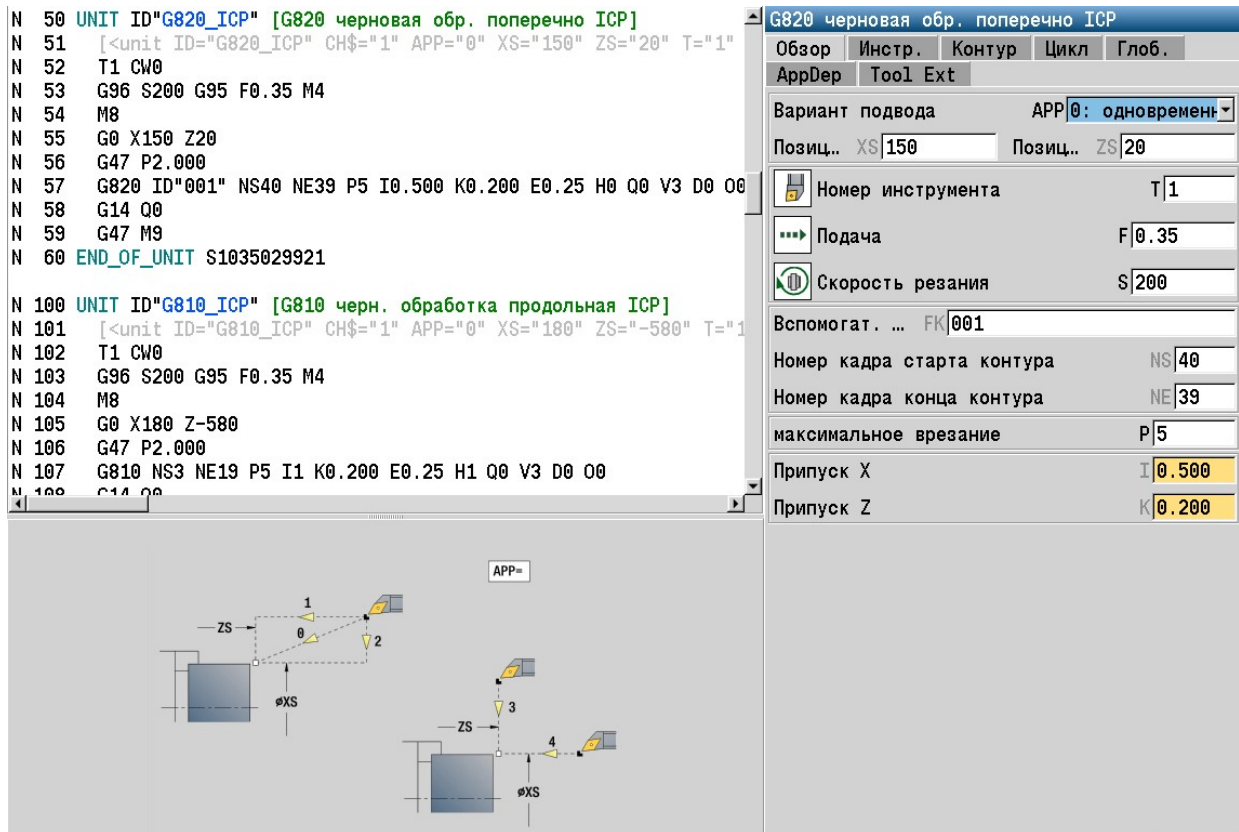 N 50 UNIT ID"G820_ICP" [G820 черновая обр. поперечно ICP]
N 51 [<unit ID="G820_ICP" CH$="1" APP="0" XS="150" ZS="20" T="1"
N 52 T1 CW0
N 53 G96 S200 G95 F0.35 M4
N 54 M8
N 55 G0 X150 Z20
N 56 G47 P2.000
N 57 G820 ID"001" NS40 NE39 P5 I0.500 K0.200 E0.25 H0 Q0 V3 D0 O0
N 58 G14 Q0
N 59 G47 M9
N 60 END_OF_UNIT S1035029921
N 100 UNIT ID"G810_ICP" [G810 черн. обработка продольная ICP]
N 101 [<unit ID="G810_ICP" CH$="1" APP="0" XS="180" ZS="-580" T="1
N 102 T1 CW0
N 103 G96 S200 G95 F0.35 M4
N 104 M8
N 105 G0 X180 Z-580
N 106 G47 P2.000
N 107 G810 NS3 NE19 P5 I1 K0.200 E0.25 H1 Q0 V3 D0 O0
N 108 G14 Q0
G820 черновая обр. поперечно ICP
Обзор Инстр. Контур Цикл Глоб.
AppDep Tool Ext
Вариант подвода APP 0: одновременн
Позиц... XS 150 Позиц... ZS 20
Номер инструмента T 1
Подача F 0.35
Скорость резания S 200
Вспомогат. ... FK 001
Номер кадра старта контура NS 40
Номер кадра конца контура NE 39
максимальное врезание P 5
Припуск X I 0.500
Припуск Z K 0.200
APP=
1
ZS
0
2
øXS
3
ZS
4
øXS